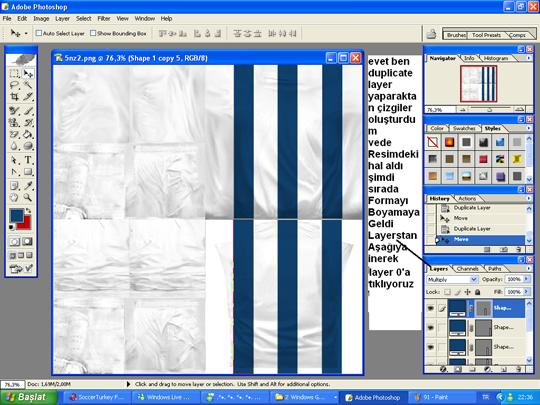 Adobe Photoshop
File Edit Image Layer Select Filter View Window Help
Auto Select Layer Show Bounding Box
Brushes Tool Presets Comps
5nz2.png @ 76,3% (Shape 1 copy 5, RGB/8)
evet ben
duplicate
layer
yaparakta
n çizgiler
oluşturdu
m
vede
Resimdeki
hal aldı
şimdi
sırada
Formayı
Boyamaya
Geldi
Layerstan
Aşağıya
inerek
layer 0'a
tıklıyoruz
!
Navigator Info Histogram
76,3%
Color Swatches Styles
History Actions
Duplicate Layer
Move
Duplicate Layer
Move
Layers Channels Paths
Multiply Opacity: 100%
Lock: Fill: 100%
Shap...
Shape...
Shape...
76,3% Doc: 1,69M/2,00M Click and drag to move layer or selection. Use Shift and Alt for additional options.
Başlat SoccerTurkey F... Windows Live ... 2 Windows G... Adobe Photoshop 91 - Paint TR 22:36